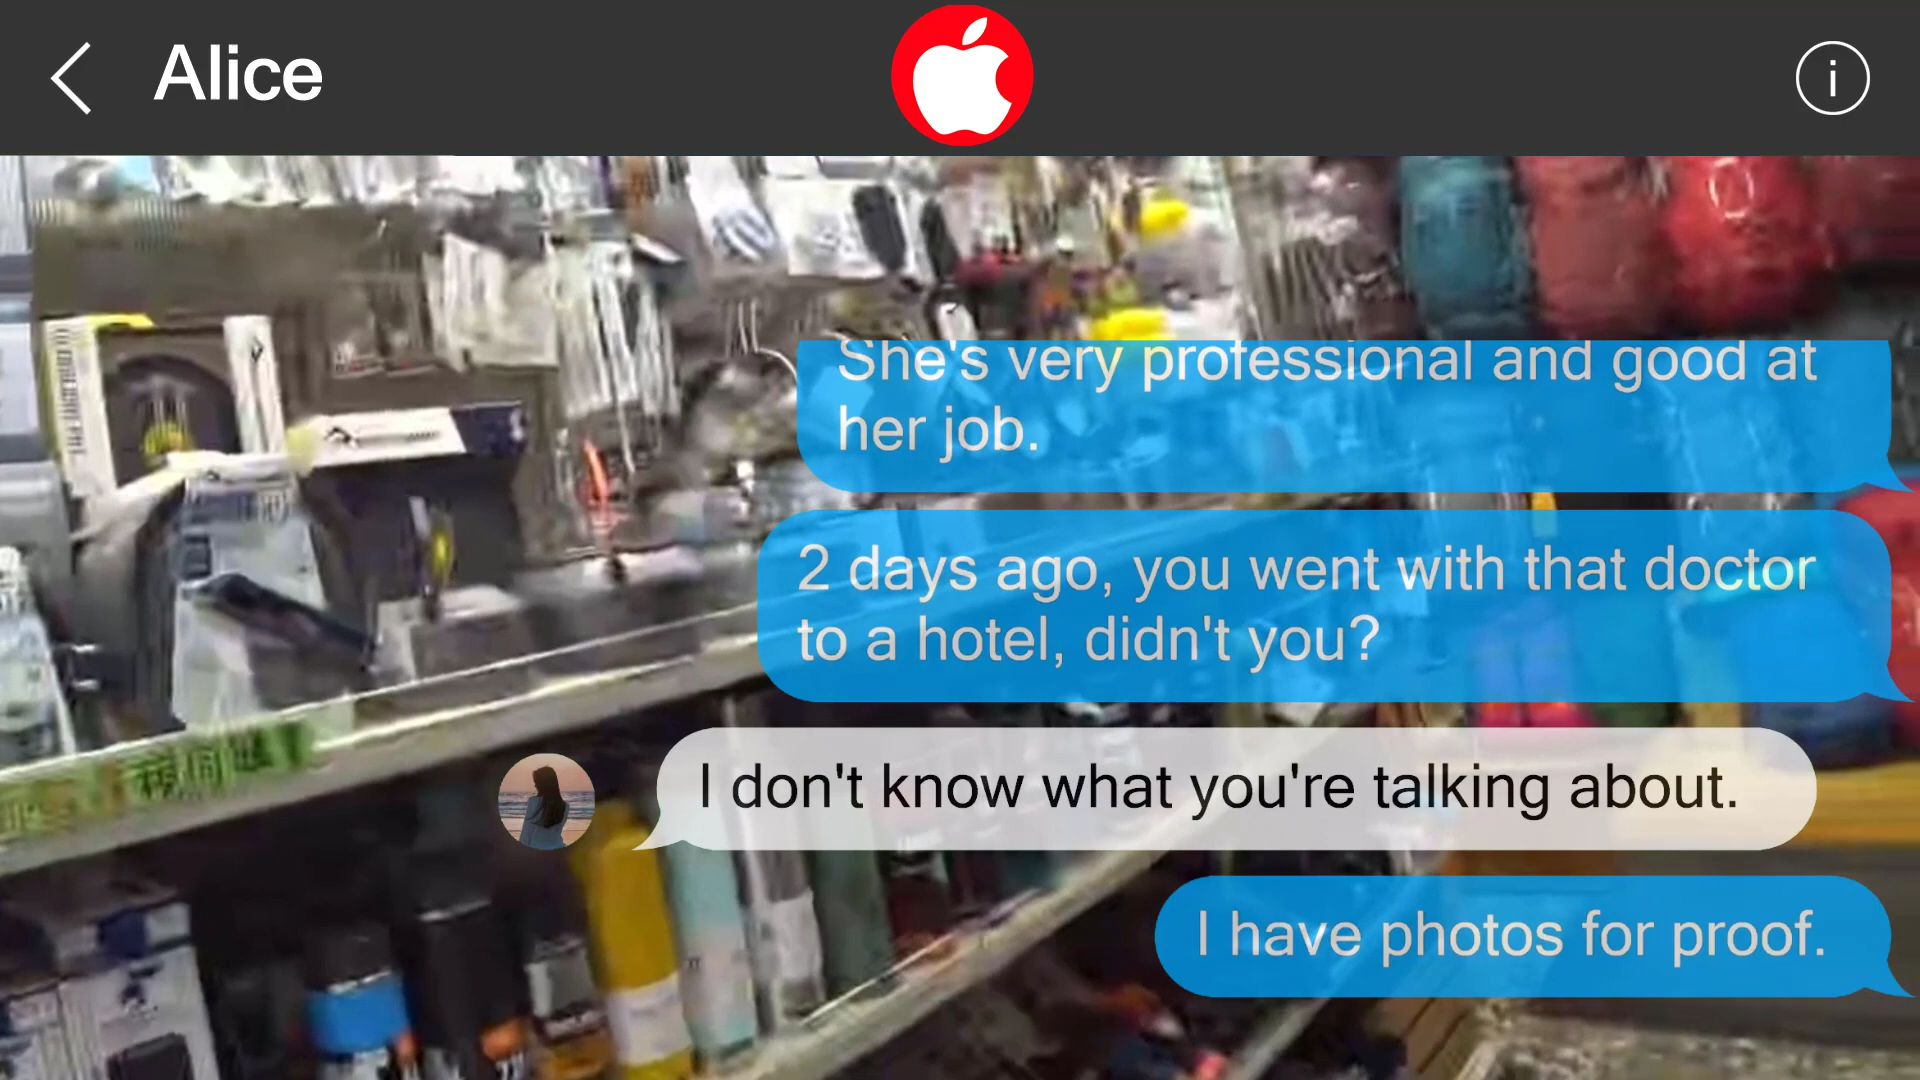 Alice
She's very professional and good at
her job.
2 days ago, you went with that doctor
to a hotel, didn't you?
I don't know what you're talking about.
I have photos for proof.